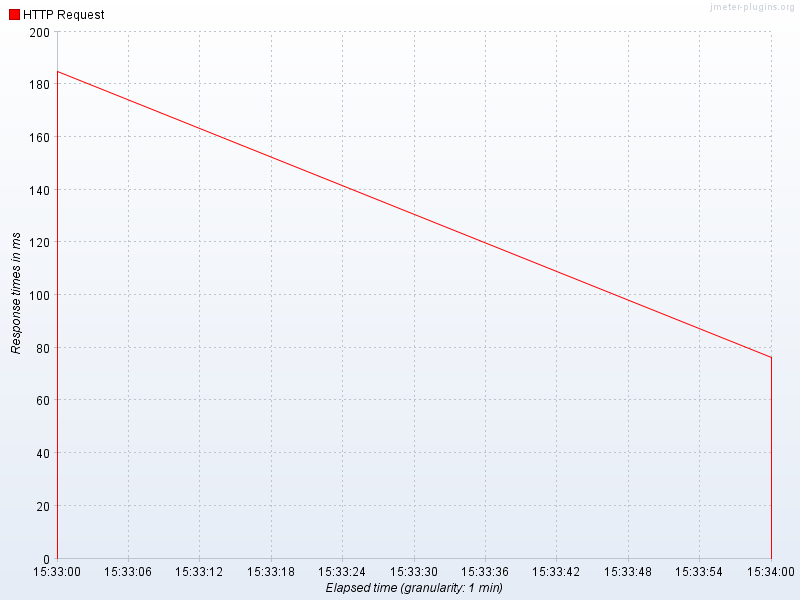 jmeter-plugins.org
HTTP Request
200
180
160
140
120
100
80
60
40
20
0
Response times in ms
15:33:00 15:33:06 15:33:12 15:33:18 15:33:24 15:33:30 15:33:36 15:33:42 15:33:48 15:33:54 15:34:00
Elapsed time (granularity: 1 min)